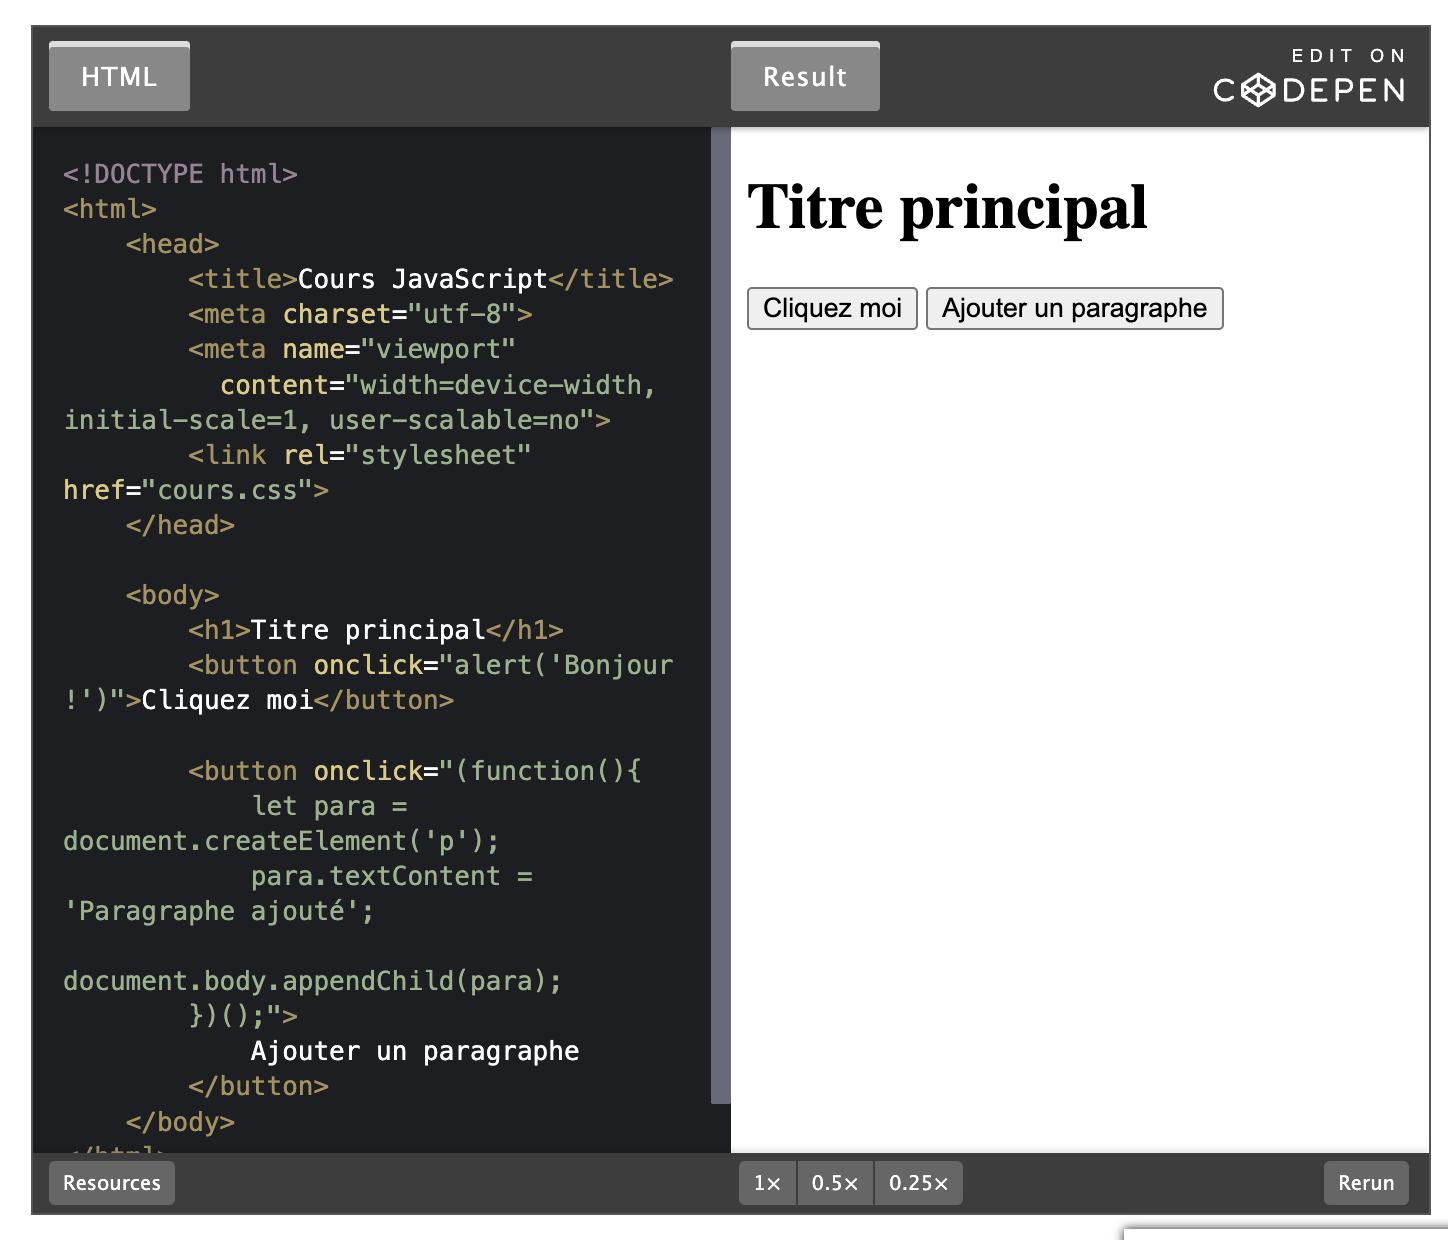 HTML
Result
EDIT ON
CODEPEN
<!DOCTYPE html>
<html>
    <head>
        <title>Cours JavaScript</title>
        <meta charset="utf-8">
        <meta name="viewport"
          content="width=device-width,
initial-scale=1, user-scalable=no">
        <link rel="stylesheet"
href="cours.css">
    </head>

    <body>
        <h1>Titre principal</h1>
        <button onclick="alert('Bonjour
!')">Cliquez moi</button>

        <button onclick="(function(){
            let para =
document.createElement('p');
            para.textContent =
'Paragraphe ajouté';

document.body.appendChild(para);
        })();">
            Ajouter un paragraphe
        </button>
    </body>
</html>
Titre principal
Cliquez moi Ajouter un paragraphe
Resources
1× 0.5× 0.25×
Rerun